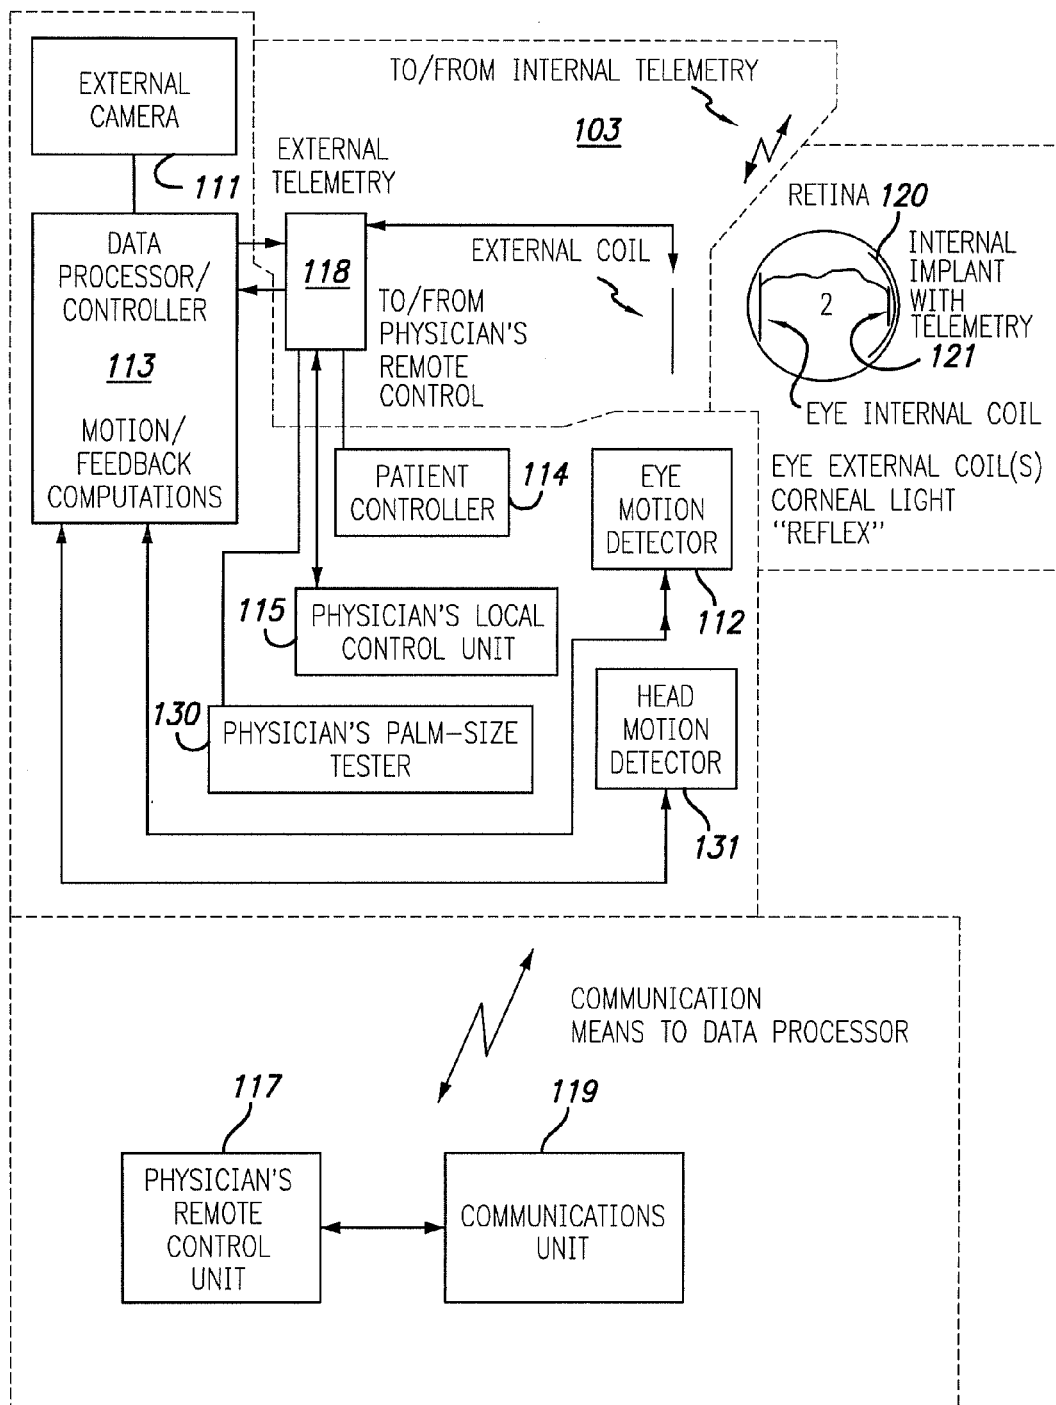 EXTERNAL
CAMERA
111
TO/FROM INTERNAL TELEMETRY
103
EXTERNAL
TELEMETRY
118
DATA
PROCESSOR/
CONTROLLER
113
MOTION/
FEEDBACK
COMPUTATIONS
EXTERNAL COIL
TO/FROM
PHYSICIAN'S
REMOTE
CONTROL
RETINA 120
INTERNAL
IMPLANT
WITH
TELEMETRY
121
2
EYE INTERNAL COIL
EYE EXTERNAL COIL(S)
CORNEAL LIGHT
"REFLEX"
PATIENT
CONTROLLER
114
EYE
MOTION
DETECTOR
112
115
PHYSICIAN'S LOCAL
CONTROL UNIT
130
PHYSICIAN'S PALM-SIZE
TESTER
HEAD
MOTION
DETECTOR
131
COMMUNICATION
MEANS TO DATA PROCESSOR
117
PHYSICIAN'S
REMOTE
CONTROL
UNIT
119
COMMUNICATIONS
UNIT